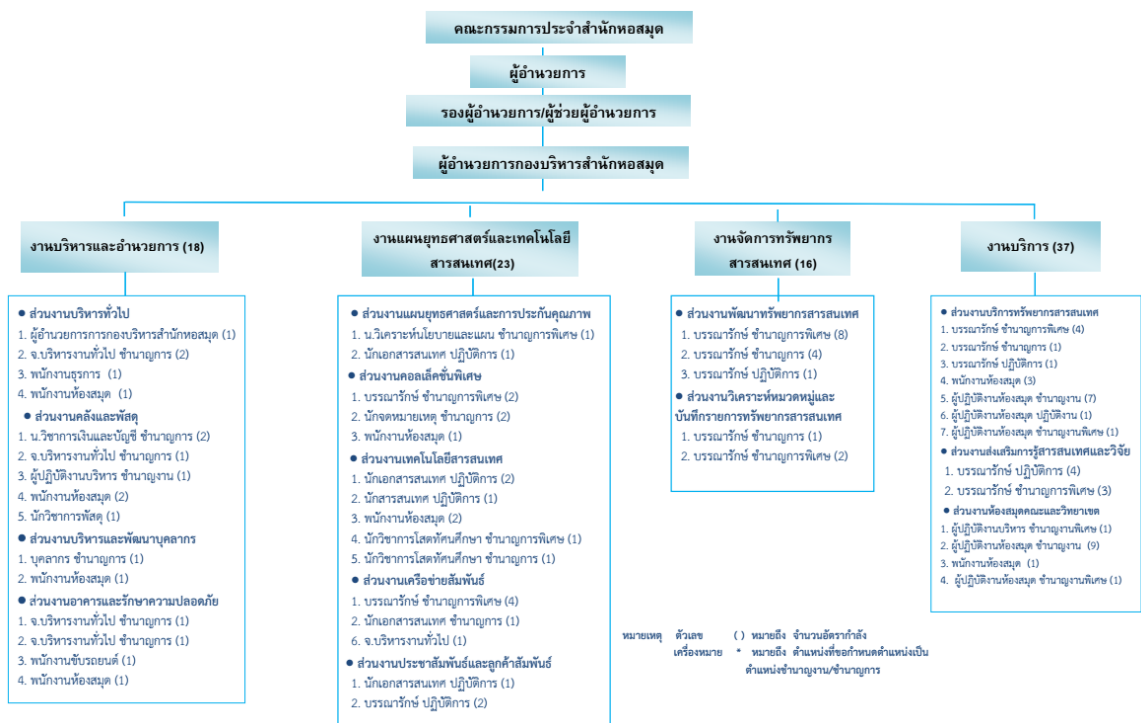 คณะกรรมการประจำสำนักหอสมุด
ผู้อำนวยการ
รองผู้อำนวยการ/ผู้ช่วยผู้อำนวยการ
ผู้อำนวยการกองบริหารสำนักหอสมุด
งานบริหารและอำนวยการ (18)
● ส่วนงานบริหารทั่วไป
1. ผู้อำนวยการการกองบริหารสำนักหอสมุด (1)
2. จ.บริหารงานทั่วไป ชำนาญการ (2)
3. พนักงานธุรการ (1)
4. พนักงานห้องสมุด (1)
● ส่วนงานคลังและพัสดุ
1. น.วิชาการเงินและบัญชี ชำนาญการ (2)
2. จ.บริหารงานทั่วไป ชำนาญการ (1)
3. ผู้ปฏิบัติงานบริหาร ชำนาญงาน (1)
4. พนักงานห้องสมุด (2)
5. นักวิชาการพัสดุ (1)
● ส่วนงานบริหารและพัฒนาบุคลากร
1. บุคลากร ชำนาญการ (1)
2. พนักงานห้องสมุด (1)
● ส่วนงานอาคารและรักษาความปลอดภัย
1. จ.บริหารงานทั่วไป ชำนาญการ (1)
2. จ.บริหารงานทั่วไป ชำนาญการ (1)
3. พนักงานขับรถยนต์ (1)
4. พนักงานห้องสมุด (1)
งานแผนยุทธศาสตร์และเทคโนโลยี
สารสนเทศ(23)
● ส่วนงานแผนยุทธศาสตร์และการประกันคุณภาพ
1. น.วิเคราะห์นโยบายและแผน ชำนาญการพิเศษ (1)
2. นักเอกสารสนเทศ ปฏิบัติการ (1)
● ส่วนงานคอลเล็คชั่นพิเศษ
1. บรรณารักษ์ ชำนาญการพิเศษ (2)
2. นักจดหมายเหตุ ชำนาญการ (2)
3. พนักงานห้องสมุด (1)
● ส่วนงานเทคโนโลยีสารสนเทศ
1. นักเอกสารสนเทศ ปฏิบัติการ (2)
2. นักสารสนเทศ ปฏิบัติการ (1)
3. พนักงานห้องสมุด (2)
4. นักวิชาการโสตทัศนศึกษา ชำนาญการพิเศษ (1)
5. นักวิชาการโสตทัศนศึกษา ชำนาญการ (1)
● ส่วนงานเครือข่ายสัมพันธ์
1. บรรณารักษ์ ชำนาญการพิเศษ (4)
2. นักเอกสารสนเทศ ชำนาญการ (1)
6. จ.บริหารงานทั่วไป (1)
● ส่วนงานประชาสัมพันธ์และลูกค้าสัมพันธ์
1. นักเอกสารสนเทศ ปฏิบัติการ (1)
2. บรรณารักษ์ ปฏิบัติการ (2)
งานจัดการทรัพยากร
สารสนเทศ (16)
● ส่วนงานพัฒนาทรัพยากรสารสนเทศ
1. บรรณารักษ์ ชำนาญการพิเศษ (8)
2. บรรณารักษ์ ชำนาญการ (4)
3. บรรณารักษ์ ปฏิบัติการ (1)
● ส่วนงานวิเคราะห์หมวดหมู่และ
บันทึกรายการทรัพยากรสารสนเทศ
1. บรรณารักษ์ ชำนาญการ (1)
2. บรรณารักษ์ ชำนาญการพิเศษ (2)
งานบริการ (37)
● ส่วนงานบริการทรัพยากรสารสนเทศ
1. บรรณารักษ์ ชำนาญการพิเศษ (4)
2. บรรณารักษ์ ชำนาญการ (1)
3. บรรณารักษ์ ปฏิบัติการ (1)
4. พนักงานห้องสมุด (3)
5. ผู้ปฏิบัติงานห้องสมุด ชำนาญงาน (7)
6. ผู้ปฏิบัติงานห้องสมุด ปฏิบัติงาน (1)
7. ผู้ปฏิบัติงานห้องสมุด ชำนาญงานพิเศษ (1)
● ส่วนงานส่งเสริมการรู้สารสนเทศและวิจัย
1. บรรณารักษ์ ปฏิบัติการ (4)
2. บรรณารักษ์ ชำนาญการพิเศษ (3)
● ส่วนงานห้องสมุดคณะและวิทยาเขต
1. ผู้ปฏิบัติงานบริหาร ชำนาญงานพิเศษ (1)
2. ผู้ปฏิบัติงานห้องสมุด ชำนาญงาน (9)
3. พนักงานห้องสมุด (1)
4. ผู้ปฏิบัติงานห้องสมุด ชำนาญงานพิเศษ (1)
หมายเหตุ ตัวเลข ( ) หมายถึง จำนวนอัตรากำลัง
เครื่องหมาย * หมายถึง ตำแหน่งที่ขอกำหนดตำแหน่งเป็น
ตำแหน่งชำนาญงาน/ชำนาญการ